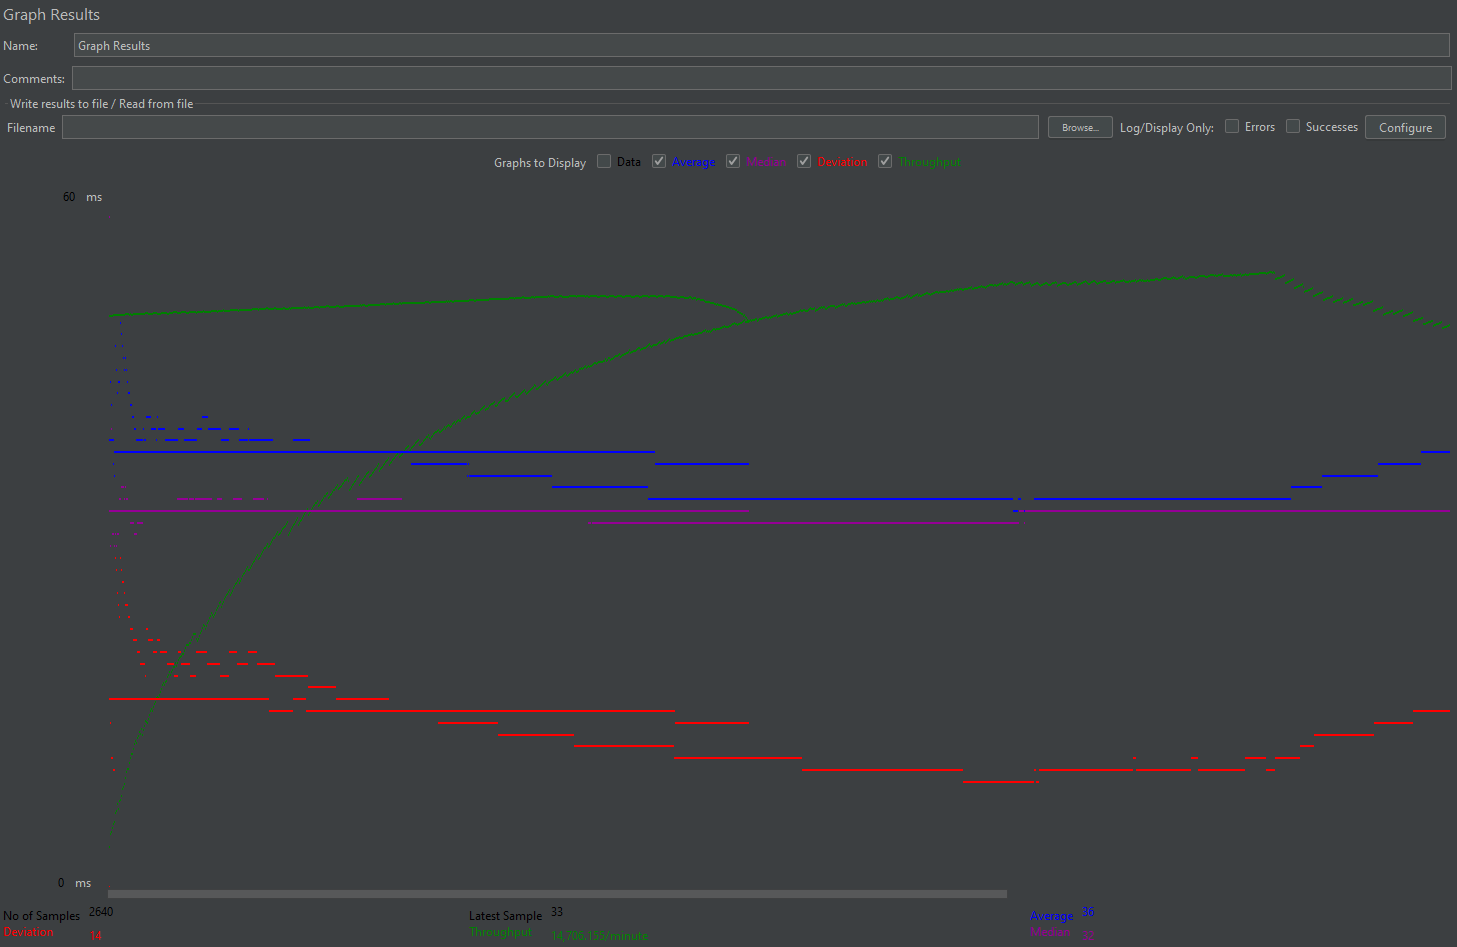 Graph Results
Name: Graph Results
Comments:
Write results to file / Read from file
Filename Browse... Log/Display Only: Errors Successes Configure
Graphs to Display Data Average Median Deviation Throughput
60 ms
0 ms
No of Samples 2640 Latest Sample 33 Average 36
Deviation 14 Throughput 14,706,155/minute Median